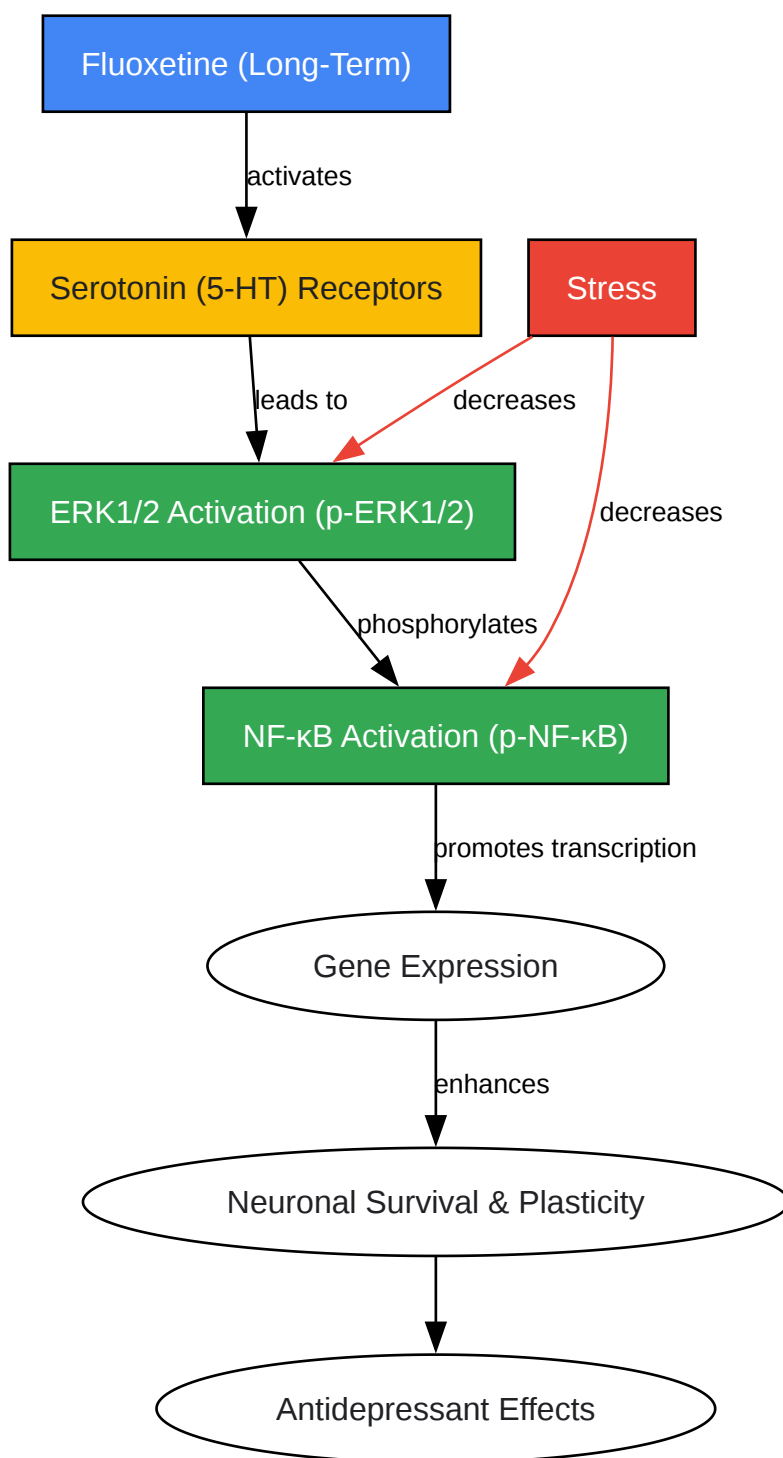 Fluoxetine (Long-Term)
activates
Serotonin (5-HT) Receptors
Stress
leads to
decreases
ERK1/2 Activation (p-ERK1/2)
decreases
phosphorylates
NF-κB Activation (p-NF-κB)
promotes transcription
Gene Expression
enhances
Neuronal Survival & Plasticity
Antidepressant Effects